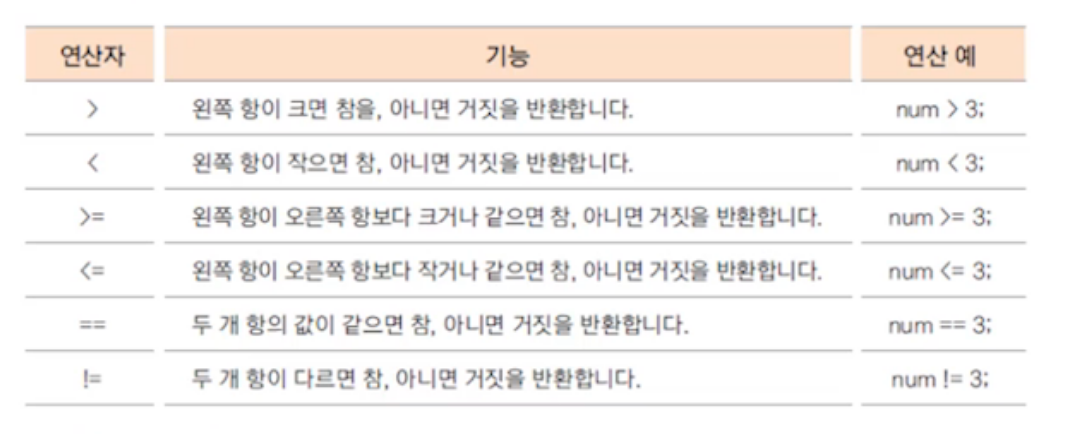 연산자 기능 연산 예
> 왼쪽 항이 크면 참을, 아니면 거짓을 반환합니다. num > 3;
< 왼쪽 항이 작으면 참, 아니면 거짓을 반환합니다. num < 3;
>= 왼쪽 항이 오른쪽 항보다 크거나 같으면 참, 아니면 거짓을 반환합니다. num >= 3;
<= 왼쪽 항이 오른쪽 항보다 작거나 같으면 참, 아니면 거짓을 반환합니다. num <= 3;
== 두 개 항의 값이 같으면 참, 아니면 거짓을 반환합니다. num == 3;
!= 두 개 항이 다르면 참, 아니면 거짓을 반환합니다. num != 3;